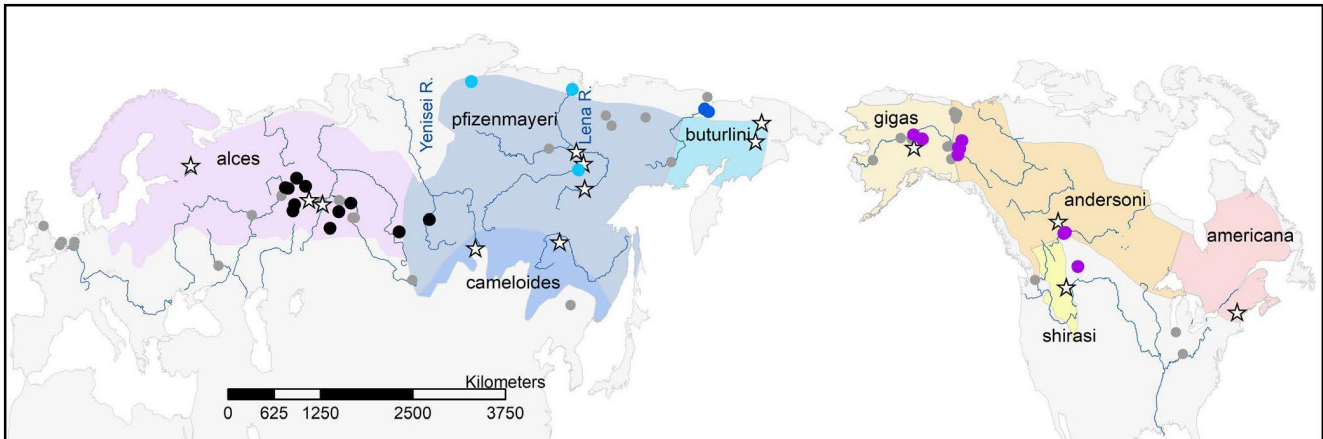 alces
Yenisei R.
pfizenmayeri
Lena R.
buturlini
cameloides
gigas
andersoni
americana
shirasi
Kilometers
0 625 1250 2500 3750